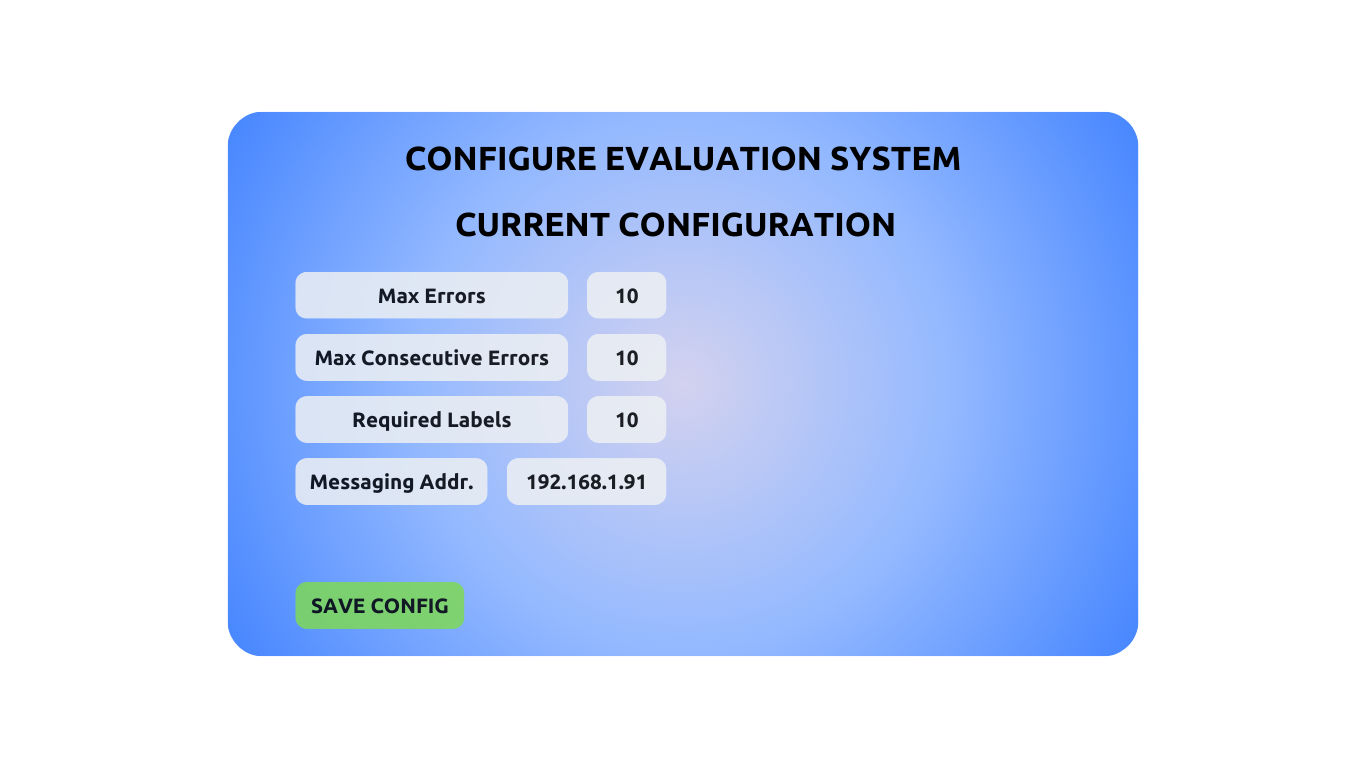 CONFIGURE EVALUATION SYSTEM
CURRENT CONFIGURATION
Max Errors 10
Max Consecutive Errors 10
Required Labels 10
Messaging Addr. 192.168.1.91
SAVE CONFIG